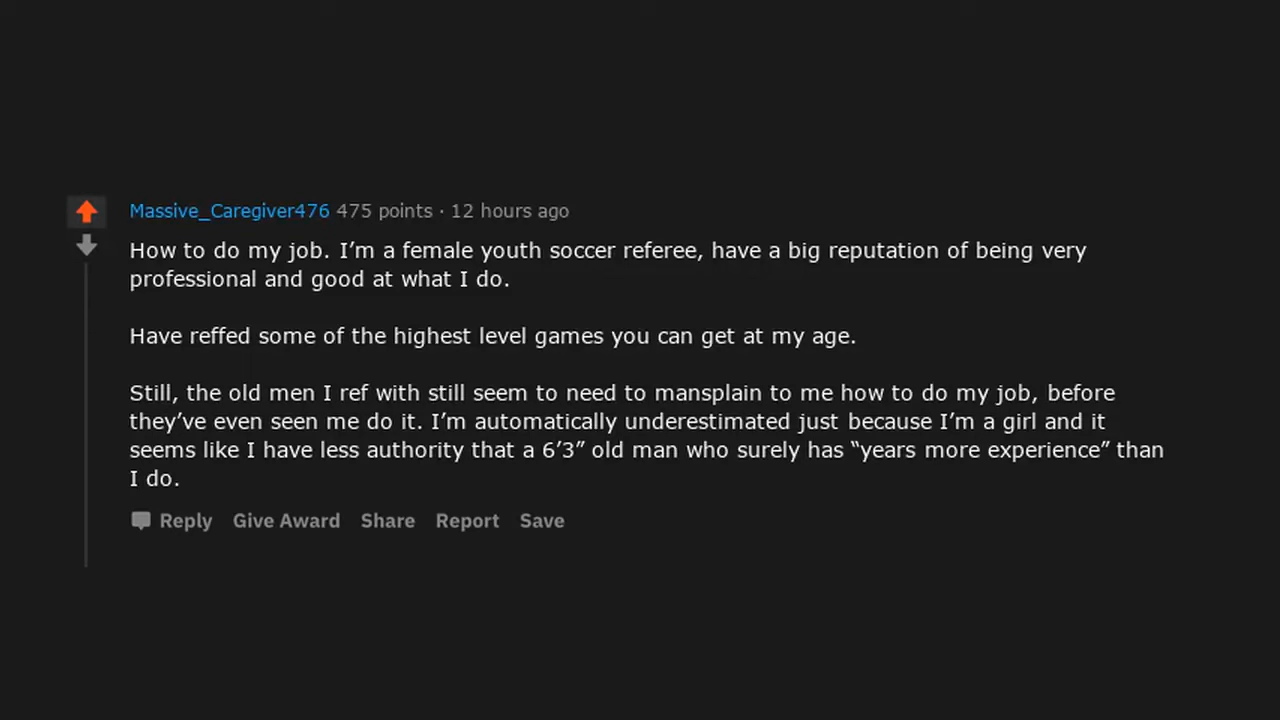 Massive_Caregiver476 475 points · 12 hours ago
How to do my job. I’m a female youth soccer referee, have a big reputation of being very
professional and good at what I do.
Have reffed some of the highest level games you can get at my age.
Still, the old men I ref with still seem to need to mansplain to me how to do my job, before
they’ve even seen me do it. I’m automatically underestimated just because I’m a girl and it
seems like I have less authority that a 6’3” old man who surely has “years more experience” than
I do.
Reply Give Award Share Report Save